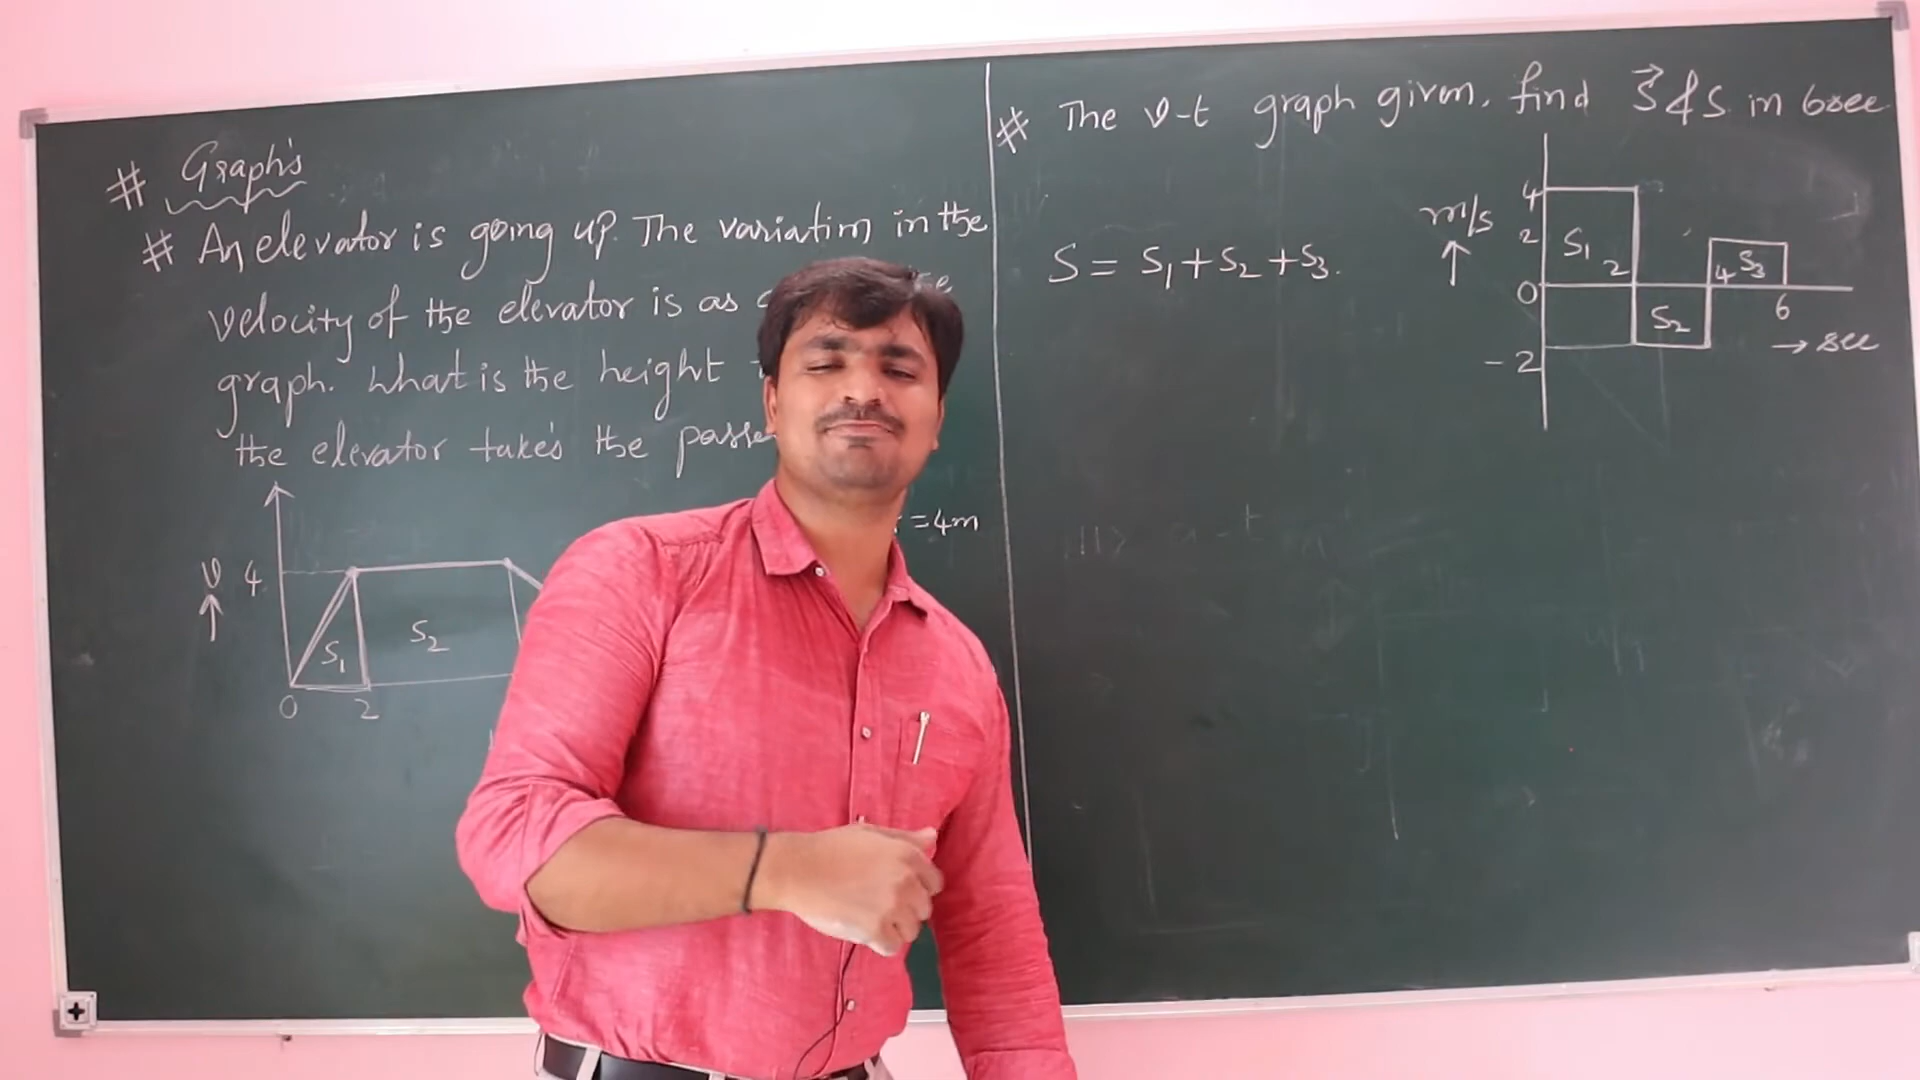 # Graph's
# An elevator is going up. The variation in the
velocity of the elevator is as
graph. What is the height
the elevator take's the
= 4m
v 4
S1 S2
0 2
# The v-t graph given, find S⃗ & S in 6sec
S = S1 + S2 + S3.
m/s
4
2
0
-2
S1 2
S2
4 S3
6
→ sec